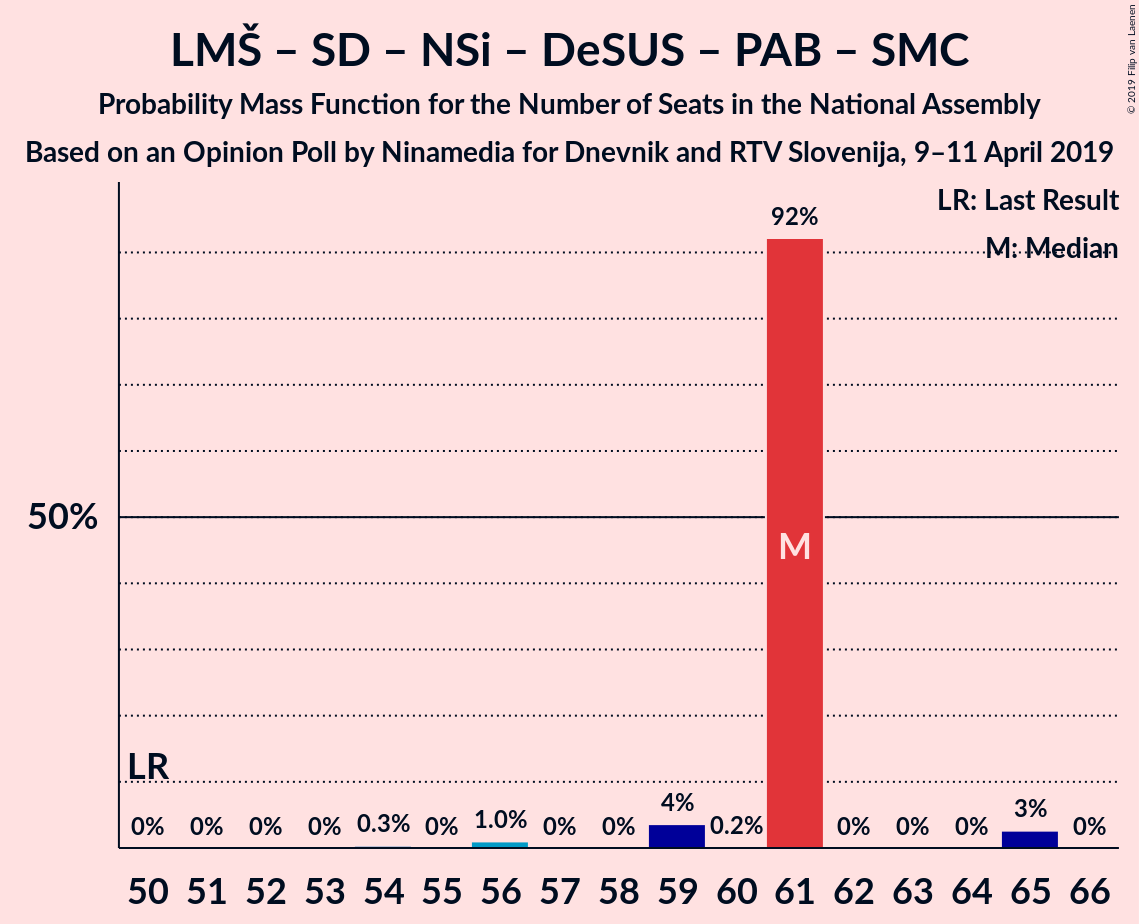 LMŠ – SD – NSi – DeSUS – PAB – SMC
Probability Mass Function for the Number of Seats in the National Assembly
Based on an Opinion Poll by Ninamedia for Dnevnik and RTV Slovenija, 9–11 April 2019
© 2019 Filip van Laenen
LR: Last Result
M: Median
92%
50%
M
LR
0% 0% 0% 0% 0.3% 0% 1.0% 0% 0% 4% 0.2% 0% 0% 0% 3% 0%
50 51 52 53 54 55 56 57 58 59 60 61 62 63 64 65 66